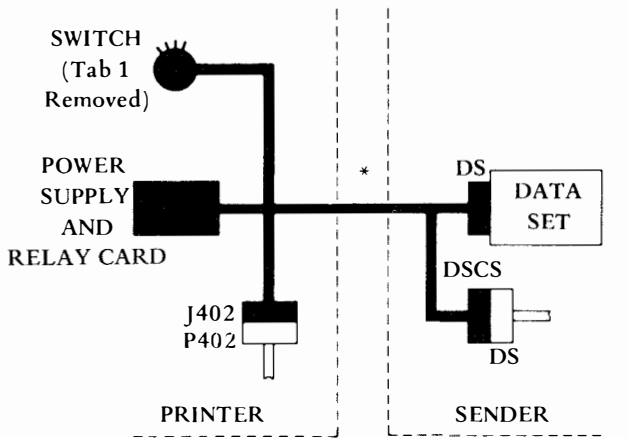 SWITCH
(Tab 1
Removed)
POWER
SUPPLY
AND
RELAY CARD
*
DS
DATA
SET
DSCS
J402
P402
DS
PRINTER
SENDER